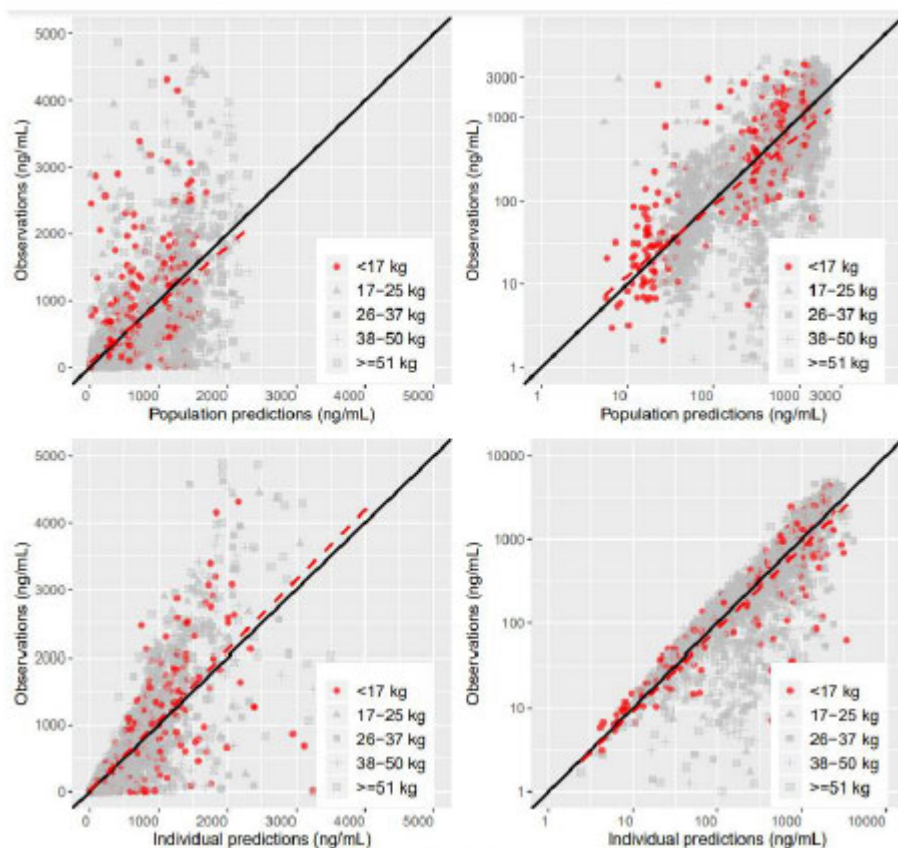 5000
4000
3000
2000
1000
0
Observations (ng/mL)
0 1000 2000 3000 4000 5000
Population predictions (ng/mL)
<17 kg
17−25 kg
26−37 kg
38−50 kg
>=51 kg
3000
1000
100
10
1
Observations (ng/mL)
1 10 100 1000 3000
Population predictions (ng/mL)
<17 kg
17−25 kg
26−37 kg
38−50 kg
>=51 kg
5000
4000
3000
2000
1000
0
Observations (ng/mL)
0 1000 2000 3000 4000 5000
Individual predictions (ng/mL)
<17 kg
17−25 kg
26−37 kg
38−50 kg
>=51 kg
10000
1000
100
10
1
Observations (ng/mL)
1 10 100 1000 10000
Individual predictions (ng/mL)
<17 kg
17−25 kg
26−37 kg
38−50 kg
>=51 kg